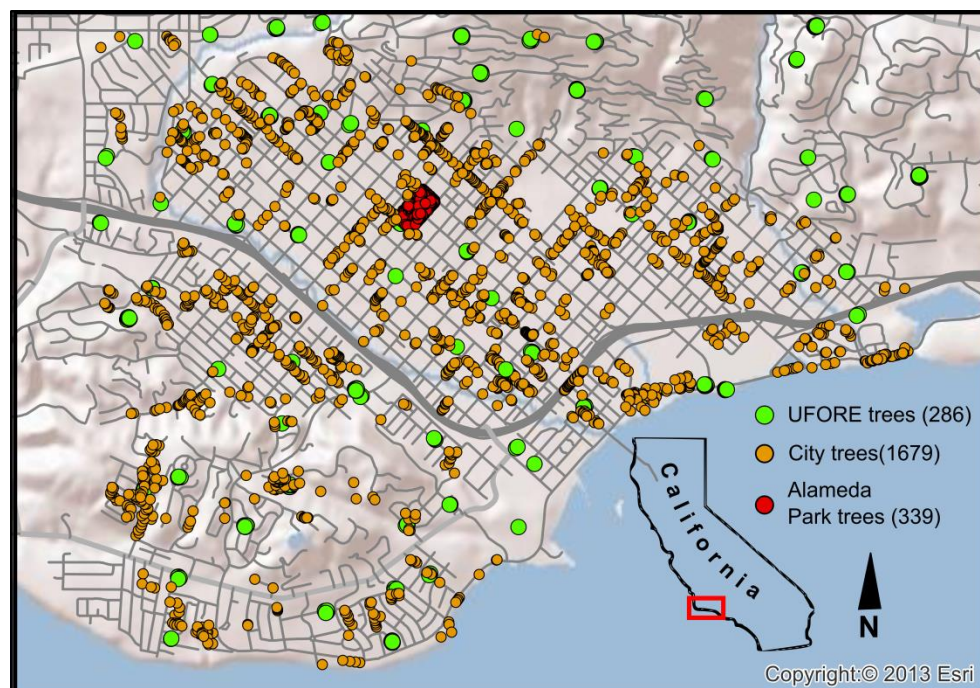 UFORE trees (286)
City trees(1679)
Alameda
Park trees (339)
California
N
Copyright:© 2013 Esri